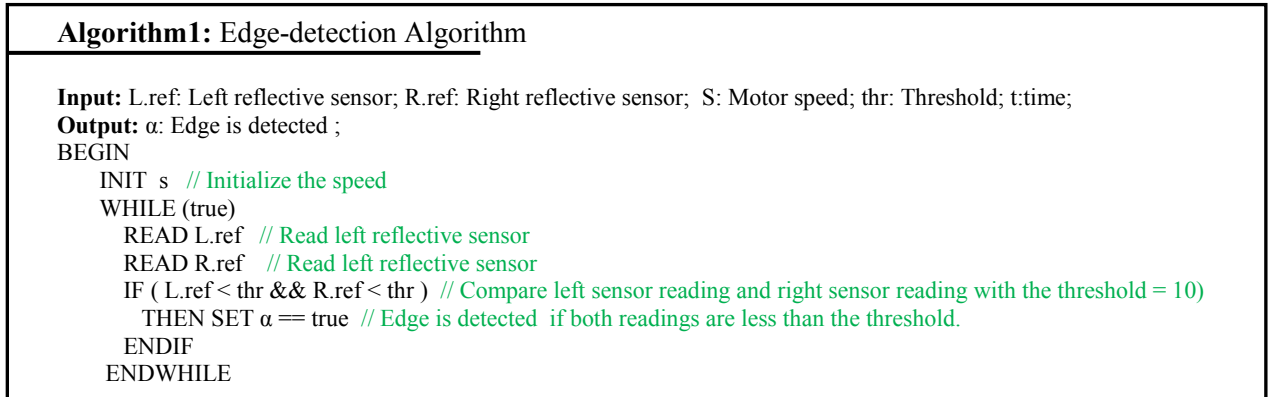 Algorithm1: Edge-detection Algorithm
Input: L.ref: Left reflective sensor; R.ref: Right reflective sensor; S: Motor speed; thr: Threshold; t:time;
Output: α: Edge is detected ;
BEGIN
INIT s // Initialize the speed
WHILE (true)
READ L.ref // Read left reflective sensor
READ R.ref // Read left reflective sensor
IF ( L.ref < thr && R.ref < thr ) // Compare left sensor reading and right sensor reading with the threshold = 10)
THEN SET α == true // Edge is detected if both readings are less than the threshold.
ENDIF
ENDWHILE